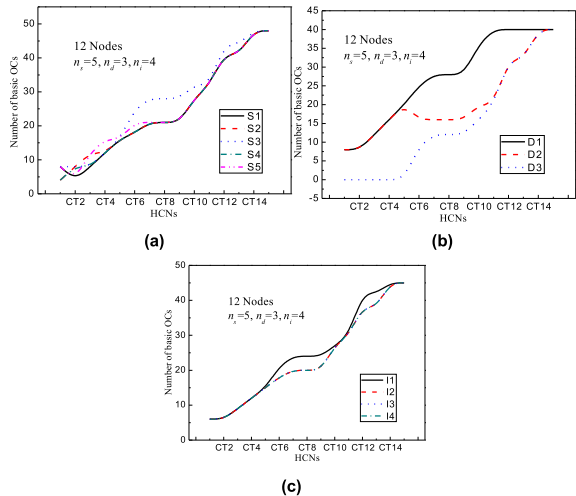 50
40
30
20
10
0
Number of basic OCs
12 Nodes
n_s=5, n_d=3, n_i=4
S1
S2
S3
S4
S5
CT2 CT4 CT6 CT8 CT10 CT12 CT14
HCNs
(a)
40
35
30
25
20
15
10
5
0
-5
Number of basic OCs
12 Nodes
n_s=5, n_d=3, n_i=4
D1
D2
D3
CT2 CT4 CT6 CT8 CT10 CT12 CT14
HCNs
(b)
50
40
30
20
10
0
Number of basic OCs
12 Nodes
n_s=5, n_d=3, n_i=4
I1
I2
I3
I4
CT2 CT4 CT6 CT8 CT10 CT12 CT14
HCNs
(c)